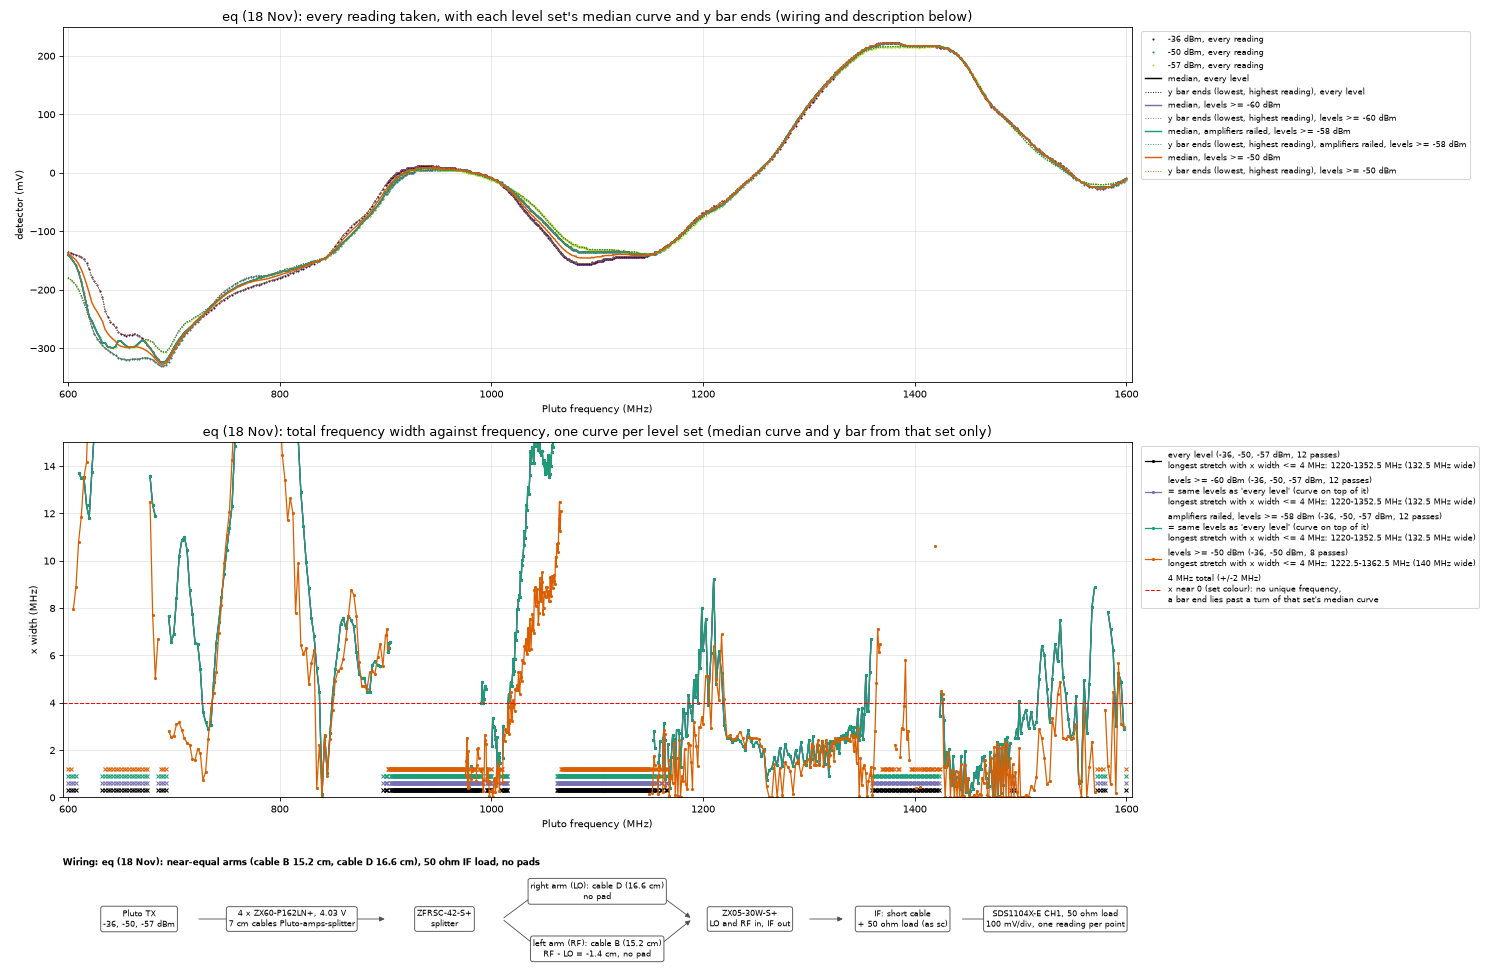 eq (18 Nov): every reading taken, with each level set's median curve and y bar ends (wiring and description below)
200
100
0
−100
−200
−300
detector (mV)
600
800
1000
1200
1400
1600
Pluto frequency (MHz)
-36 dBm, every reading
-50 dBm, every reading
-57 dBm, every reading
median, every level
y bar ends (lowest, highest reading), every level
median, levels >= -60 dBm
y bar ends (lowest, highest reading), levels >= -60 dBm
median, amplifiers railed, levels >= -58 dBm
y bar ends (lowest, highest reading), amplifiers railed, levels >= -58 dBm
median, levels >= -50 dBm
y bar ends (lowest, highest reading), levels >= -50 dBm
eq (18 Nov): total frequency width against frequency, one curve per level set (median curve and y bar from that set only)
14
12
10
8
6
4
2
0
x width (MHz)
600
800
1000
1200
1400
1600
Pluto frequency (MHz)
every level (-36, -50, -57 dBm, 12 passes)
longest stretch with x width <= 4 MHz: 1220-1352.5 MHz (132.5 MHz wide)
levels >= -60 dBm (-36, -50, -57 dBm, 12 passes)
= same levels as 'every level' (curve on top of it)
longest stretch with x width <= 4 MHz: 1220-1352.5 MHz (132.5 MHz wide)
amplifiers railed, levels >= -58 dBm (-36, -50, -57 dBm, 12 passes)
= same levels as 'every level' (curve on top of it)
longest stretch with x width <= 4 MHz: 1220-1352.5 MHz (132.5 MHz wide)
levels >= -50 dBm (-36, -50 dBm, 8 passes)
longest stretch with x width <= 4 MHz: 1222.5-1362.5 MHz (140 MHz wide)
4 MHz total (+/-2 MHz)
x near 0 (set colour): no unique frequency,
a bar end lies past a turn of that set's median curve
Wiring: eq (18 Nov): near-equal arms (cable B 15.2 cm, cable D 16.6 cm), 50 ohm IF load, no pads
Pluto TX
-36, -50, -57 dBm
4 x ZX60-P162LN+, 4.03 V
7 cm cables Pluto-amps-splitter
ZFRSC-42-S+
splitter
right arm (LO): cable D (16.6 cm)
no pad
left arm (RF): cable B (15.2 cm)
RF - LO = -1.4 cm, no pad
ZX05-30W-S+
LO and RF in, IF out
IF: short cable
+ 50 ohm load (as sc)
SDS1104X-E CH1, 50 ohm load
100 mV/div, one reading per point